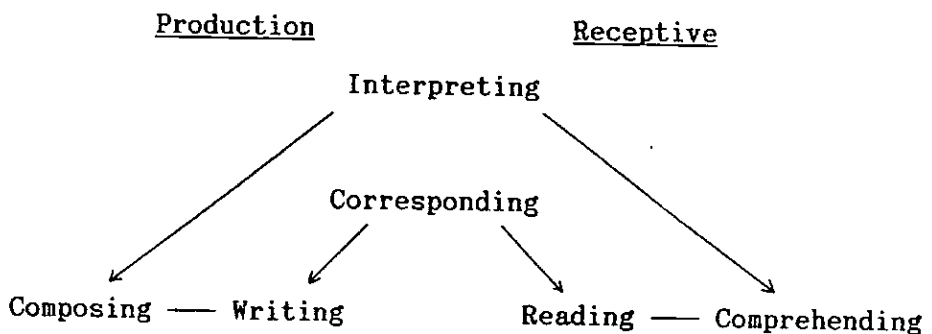 Production Receptive
Interpreting
Corresponding
Composing — Writing Reading — Comprehending